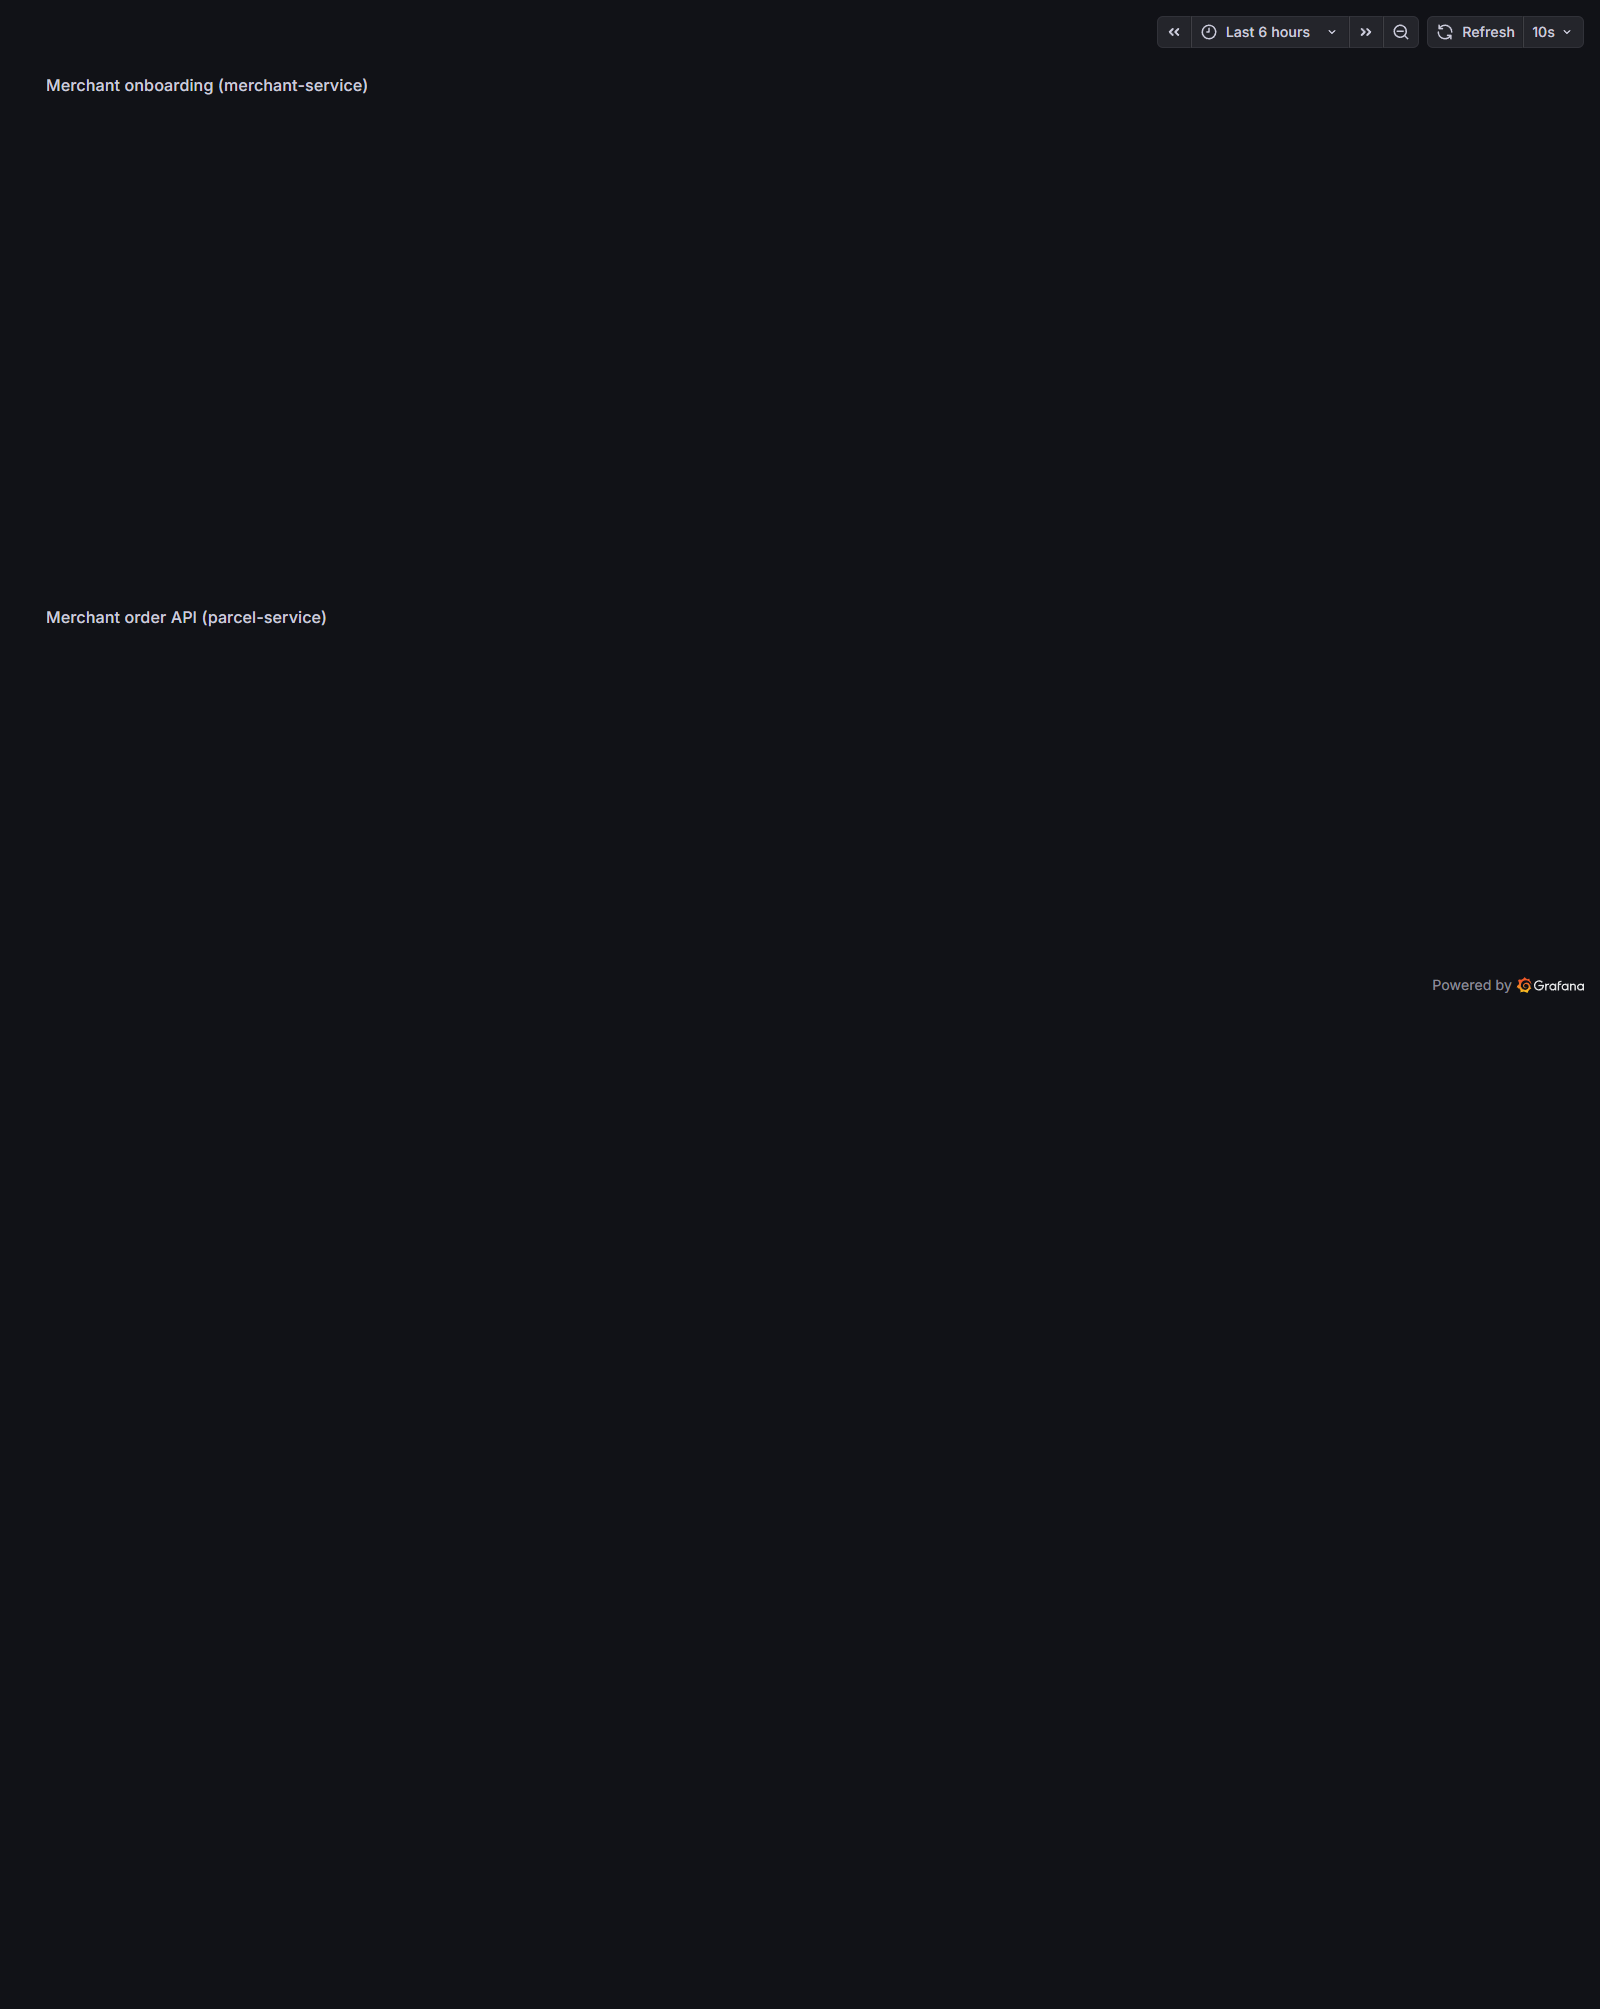 Last 6 hours
Refresh
10s
Merchant onboarding (merchant-service)
Merchant order API (parcel-service)
Powered by Grafana